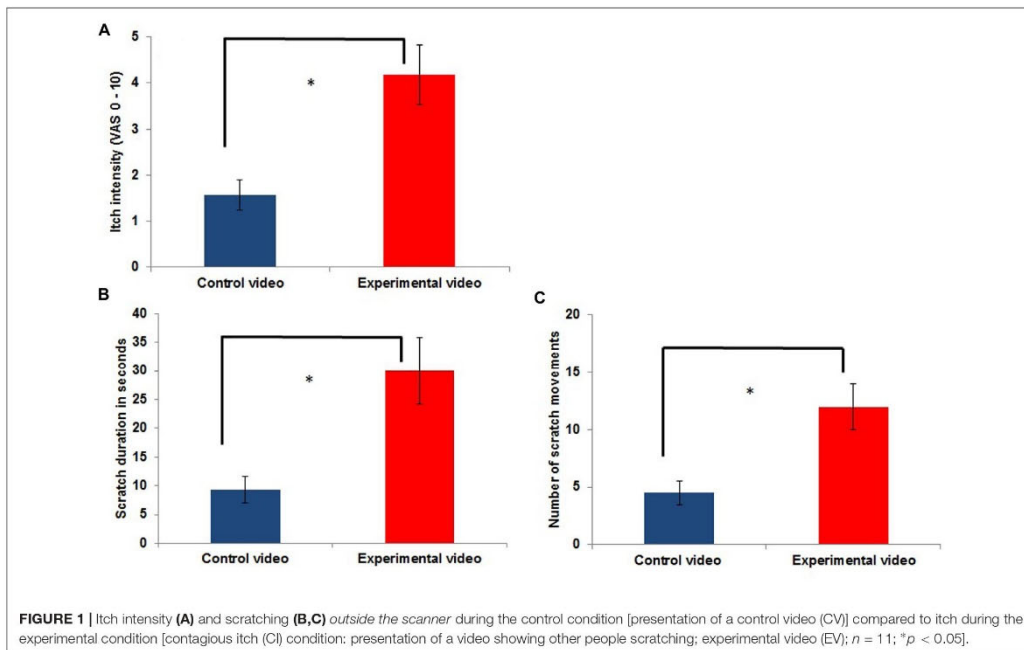 A
Itch intensity (VAS 0 - 10)
5
4
3
2
1
0
*
Control video
Experimental video
B
Scratch duration in seconds
40
35
30
25
20
15
10
5
0
*
Control video
Experimental video
C
Number of scratch movements
20
15
10
5
0
*
Control video
Experimental video
FIGURE 1 | Itch intensity (A) and scratching (B,C) outside the scanner during the control condition [presentation of a control video (CV)] compared to itch during the
experimental condition [contagious itch (CI) condition: presentation of a video showing other people scratching; experimental video (EV); n = 11; *p < 0.05].